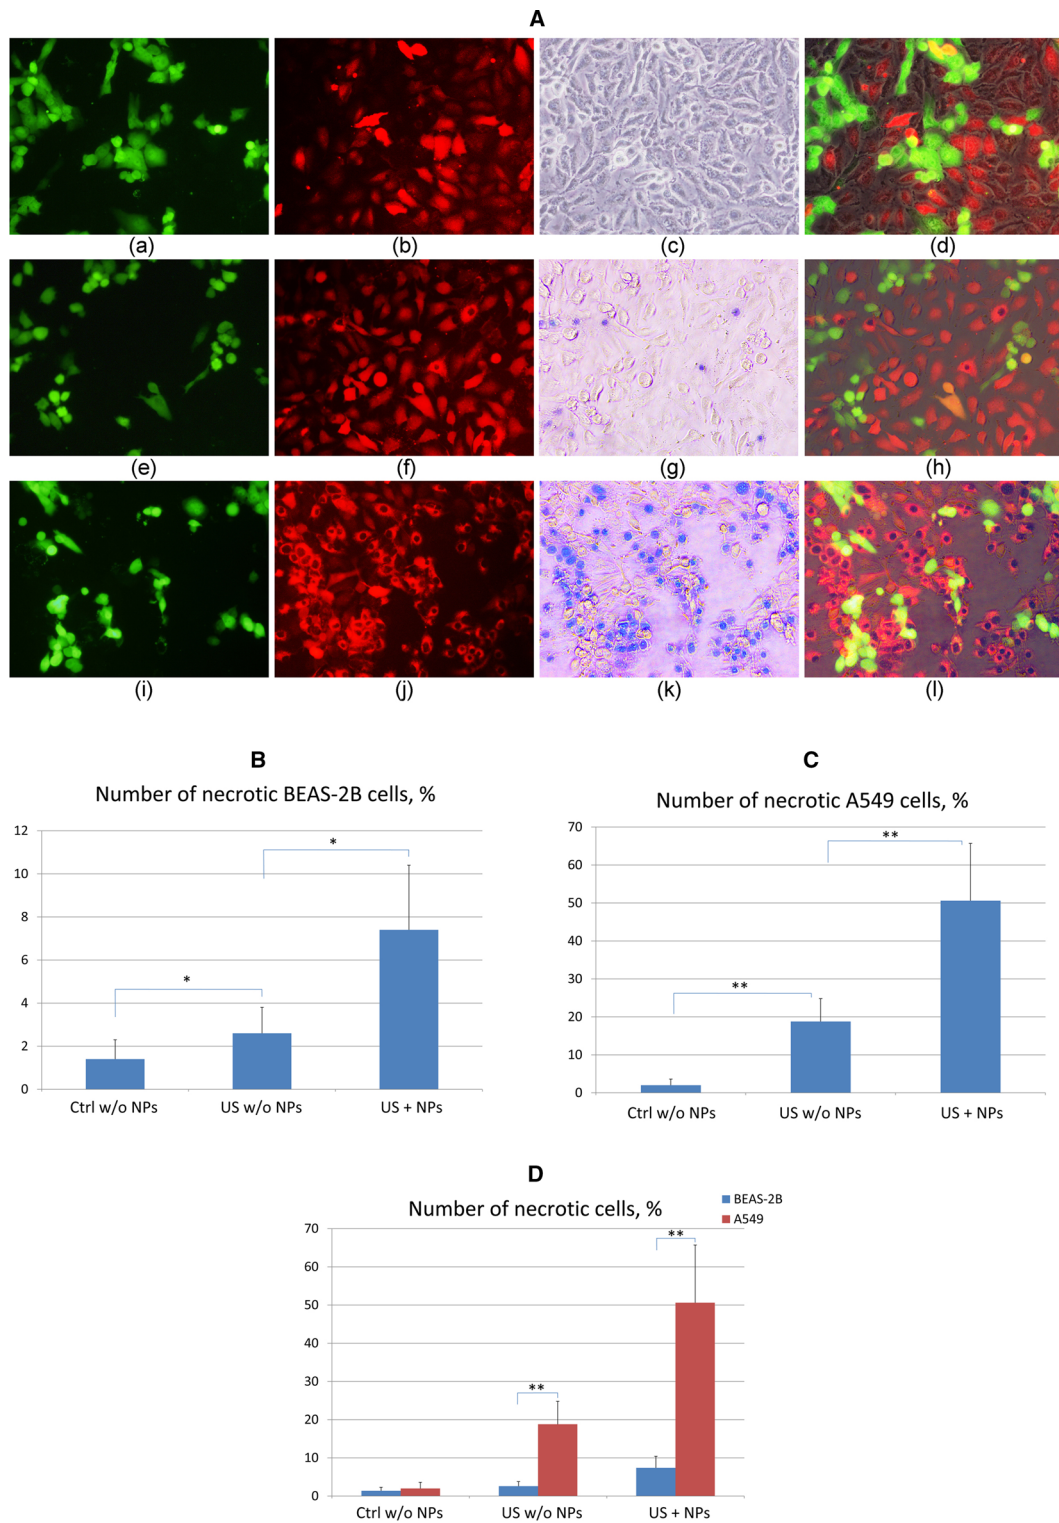 A
(a) (b) (c) (d)
(e) (f) (g) (h)
(i) (j) (k) (l)
B
Number of necrotic BEAS-2B cells, %
12
10
8
6
4
2
0
*
*
Ctrl w/o NPs US w/o NPs US + NPs
C
Number of necrotic A549 cells, %
70
60
50
40
30
20
10
0
**
**
Ctrl w/o NPs US w/o NPs US + NPs
D
Number of necrotic cells, %
BEAS-2B
A549
70
60
50
40
30
20
10
0
**
**
Ctrl w/o NPs US w/o NPs US + NPs